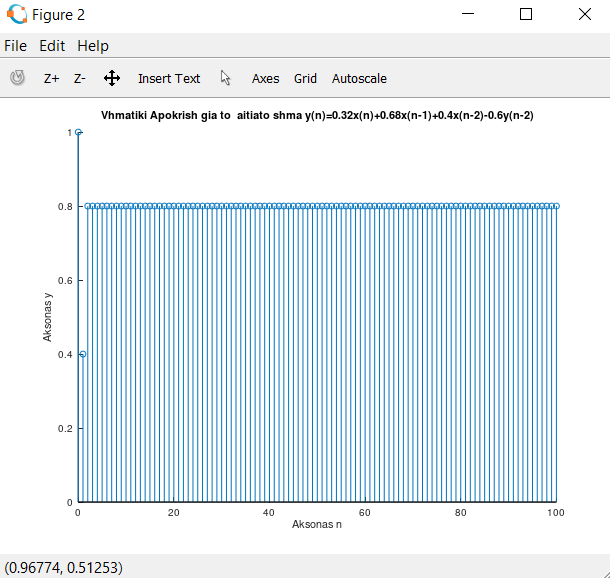 Figure 2
File Edit Help
Z+ Z- Insert Text Axes Grid Autoscale
Vhmatiki Apokrish gia to  aitiato shma y(n)=0.32x(n)+0.68x(n-1)+0.4x(n-2)-0.6y(n-2)
1
0.8
0.6
0.4
0.2
0
Aksonas y
0 20 40 60 80 100
Aksonas n
(0.96774, 0.51253)